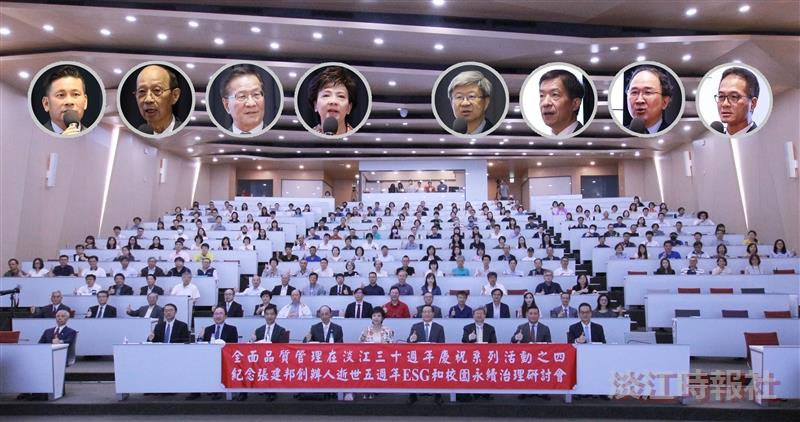 全面品質管理在淡江三十週年慶祝系列活動之四
紀念張建邦創辦人逝世五週年ESG和校園永續治理研討會
淡江時報社